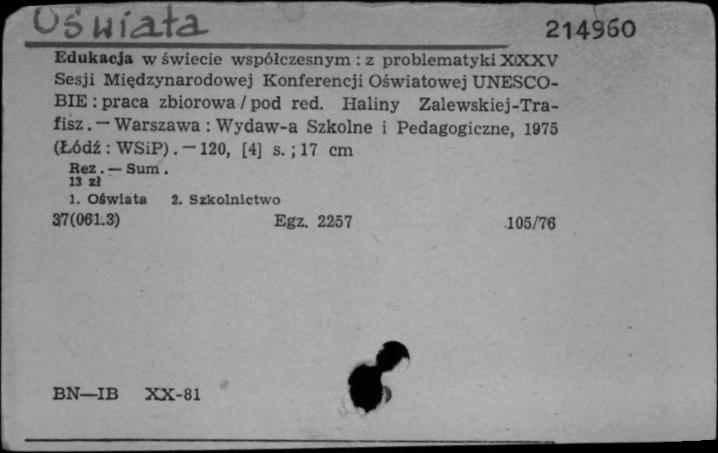 Oświata
214960
Edukacja w świecie współczesnym : z problematyki XXXV
Sesji Międzynarodowej Konferencji Oświatowej UNESCO-
BIE : praca zbiorowa / pod red. Haliny Zalewskiej-Tra-
fisz. — Warszawa : Wydaw-a Szkolne i Pedagogiczne, 1975
(Łódź : WSiP). — 120, [4] s. ; 17 cm
Rez. — Sum.
13 zł
1. Oświata 2. Szkolnictwo
37(061.3) Egz. 2257 105/76
BN—IB XX-81